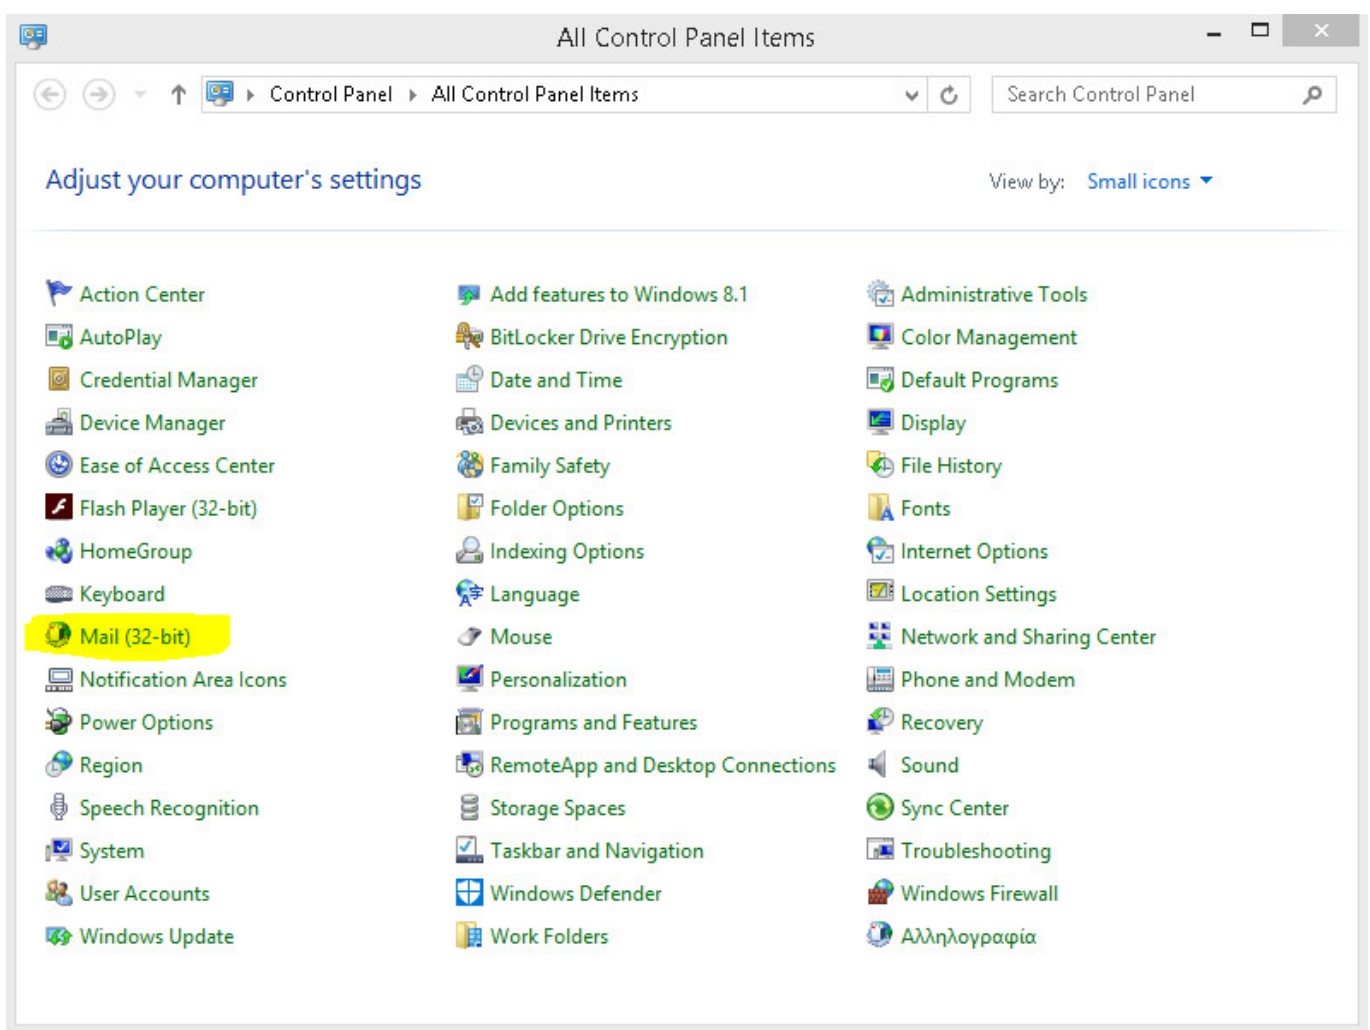 All Control Panel Items
Control Panel All Control Panel Items
Search Control Panel
Adjust your computer's settings
View by: Small icons
Action Center
Add features to Windows 8.1
Administrative Tools
AutoPlay
BitLocker Drive Encryption
Color Management
Credential Manager
Date and Time
Default Programs
Device Manager
Devices and Printers
Display
Ease of Access Center
Family Safety
File History
Flash Player (32-bit)
Folder Options
Fonts
HomeGroup
Indexing Options
Internet Options
Keyboard
Language
Location Settings
Mail (32-bit)
Mouse
Network and Sharing Center
Notification Area Icons
Personalization
Phone and Modem
Power Options
Programs and Features
Recovery
Region
RemoteApp and Desktop Connections
Sound
Speech Recognition
Storage Spaces
Sync Center
System
Taskbar and Navigation
Troubleshooting
User Accounts
Windows Defender
Windows Firewall
Windows Update
Work Folders
Αλληλογραφία